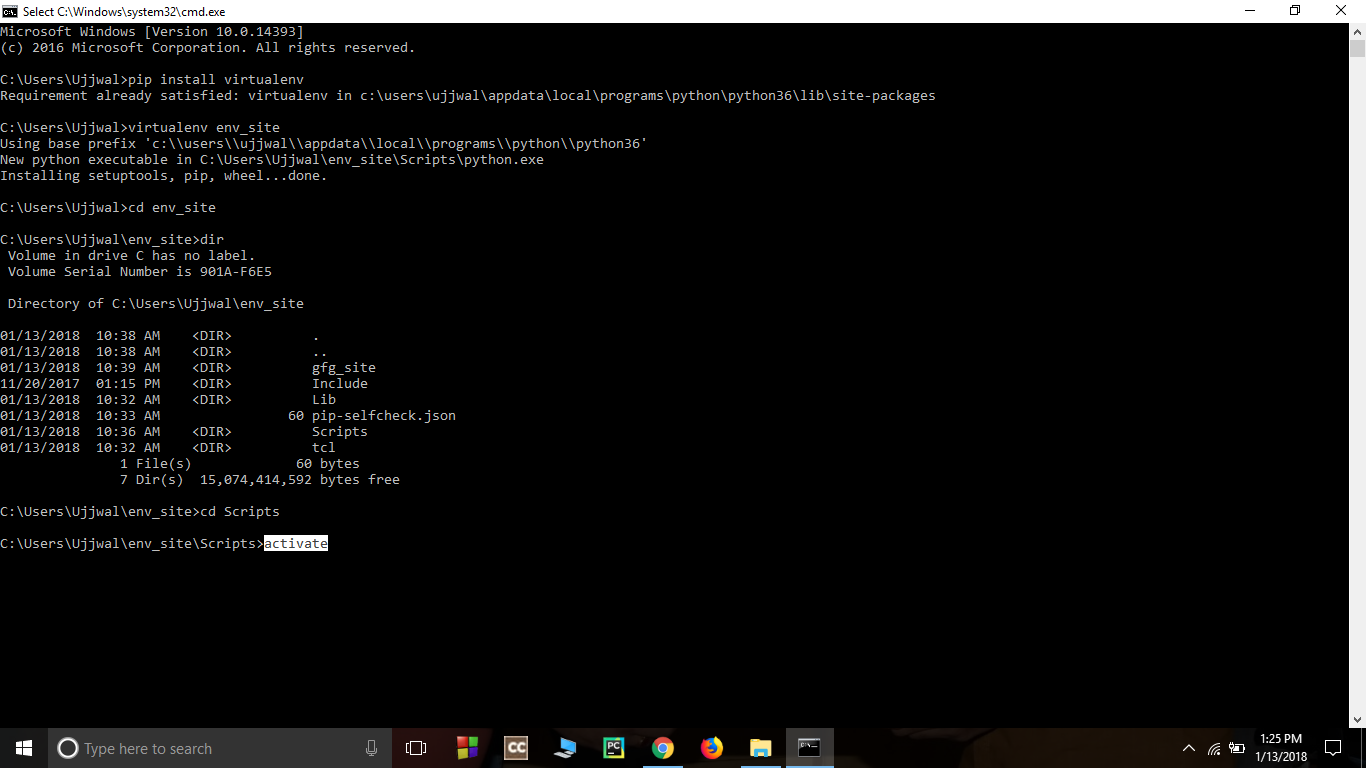 Select C:\Windows\system32\cmd.exe
Microsoft Windows [Version 10.0.14393]
(c) 2016 Microsoft Corporation. All rights reserved.
C:\Users\Ujjwal>pip install virtualenv
Requirement already satisfied: virtualenv in c:\users\ujjwal\appdata\local\programs\python\python36\lib\site-packages
C:\Users\Ujjwal>virtualenv env_site
Using base prefix 'c:\\users\\ujjwal\\appdata\\local\\programs\\python\\python36'
New python executable in C:\Users\Ujjwal\env_site\Scripts\python.exe
Installing setuptools, pip, wheel...done.
C:\Users\Ujjwal>cd env_site
C:\Users\Ujjwal\env_site>dir
Volume in drive C has no label.
Volume Serial Number is 901A-F6E5
Directory of C:\Users\Ujjwal\env_site
01/13/2018  10:38 AM    <DIR>          .
01/13/2018  10:38 AM    <DIR>          ..
01/13/2018  10:39 AM    <DIR>          gfg_site
11/20/2017  01:15 PM    <DIR>          Include
01/13/2018  10:32 AM    <DIR>          Lib
01/13/2018  10:33 AM                60 pip-selfcheck.json
01/13/2018  10:36 AM    <DIR>          Scripts
01/13/2018  10:32 AM    <DIR>          tcl
1 File(s)             60 bytes
7 Dir(s)  15,074,414,592 bytes free
C:\Users\Ujjwal\env_site>cd Scripts
C:\Users\Ujjwal\env_site\Scripts>activate
Type here to search
CC
PC
1:25 PM
1/13/2018